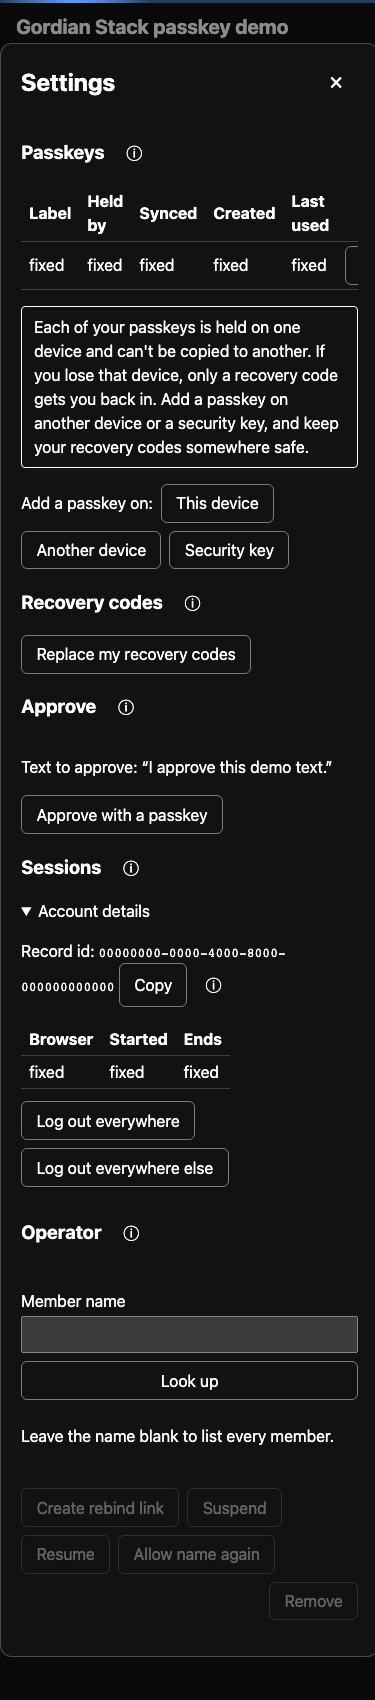 Gordian Stack passkey demo
Settings ×
Passkeys ⓘ
Label Held by Synced Created Last used
fixed fixed fixed fixed fixed
Each of your passkeys is held on one
device and can't be copied to another. If
you lose that device, only a recovery code
gets you back in. Add a passkey on
another device or a security key, and keep
your recovery codes somewhere safe.
Add a passkey on: This device
Another device Security key
Recovery codes ⓘ
Replace my recovery codes
Approve ⓘ
Text to approve: “I approve this demo text.”
Approve with a passkey
Sessions ⓘ
▼ Account details
Record id: 00000000-0000-4000-8000-
000000000000 Copy ⓘ
Browser Started Ends
fixed fixed fixed
Log out everywhere
Log out everywhere else
Operator ⓘ
Member name
Look up
Leave the name blank to list every member.
Create rebind link Suspend
Resume Allow name again
Remove